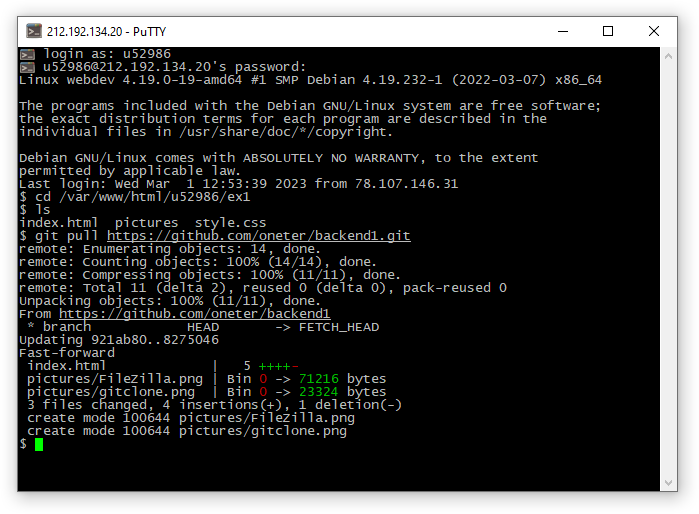 212.192.134.20 - PuTTY
login as: u52986
u52986@212.192.134.20's password:
Linux webdev 4.19.0-19-amd64 #1 SMP Debian 4.19.232-1 (2022-03-07) x86_64
The programs included with the Debian GNU/Linux system are free software;
the exact distribution terms for each program are described in the
individual files in /usr/share/doc/*/copyright.
Debian GNU/Linux comes with ABSOLUTELY NO WARRANTY, to the extent
permitted by applicable law.
Last login: Wed Mar  1 12:53:39 2023 from 78.107.146.31
$ cd /var/www/html/u52986/ex1
$ ls
index.html  pictures  style.css
$ git pull https://github.com/oneter/backend1.git
remote: Enumerating objects: 14, done.
remote: Counting objects: 100% (14/14), done.
remote: Compressing objects: 100% (11/11), done.
remote: Total 11 (delta 2), reused 0 (delta 0), pack-reused 0
Unpacking objects: 100% (11/11), done.
From https://github.com/oneter/backend1
 * branch            HEAD       -> FETCH_HEAD
Updating 921ab80..8275046
Fast-forward
 index.html             |   5 ++++-
 pictures/FileZilla.png | Bin 0 -> 71216 bytes
 pictures/gitclone.png  | Bin 0 -> 23324 bytes
 3 files changed, 4 insertions(+), 1 deletion(-)
 create mode 100644 pictures/FileZilla.png
 create mode 100644 pictures/gitclone.png
$